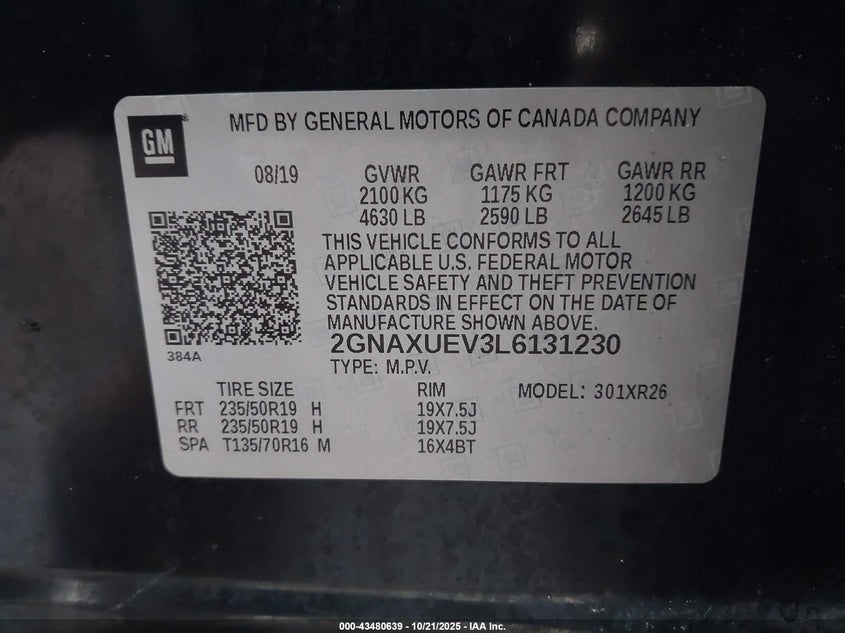 GM
MFD BY GENERAL MOTORS OF CANADA COMPANY
08/19 GVWR GAWR FRT GAWR RR
2100 KG 1175 KG 1200 KG
4630 LB 2590 LB 2645 LB
THIS VEHICLE CONFORMS TO ALL
APPLICABLE U.S. FEDERAL MOTOR
VEHICLE SAFETY AND THEFT PREVENTION
STANDARDS IN EFFECT ON THE DATE OF
MANUFACTURE SHOWN ABOVE.
2GNAXUEV3L6131230
384A
TYPE: M.P.V.
TIRE SIZE RIM MODEL: 301XR26
FRT 235/50R19 H 19X7.5J
RR 235/50R19 H 19X7.5J
SPA T135/70R16 M 16X4BT
000-43480639 - 10/21/2025 - IAA Inc.